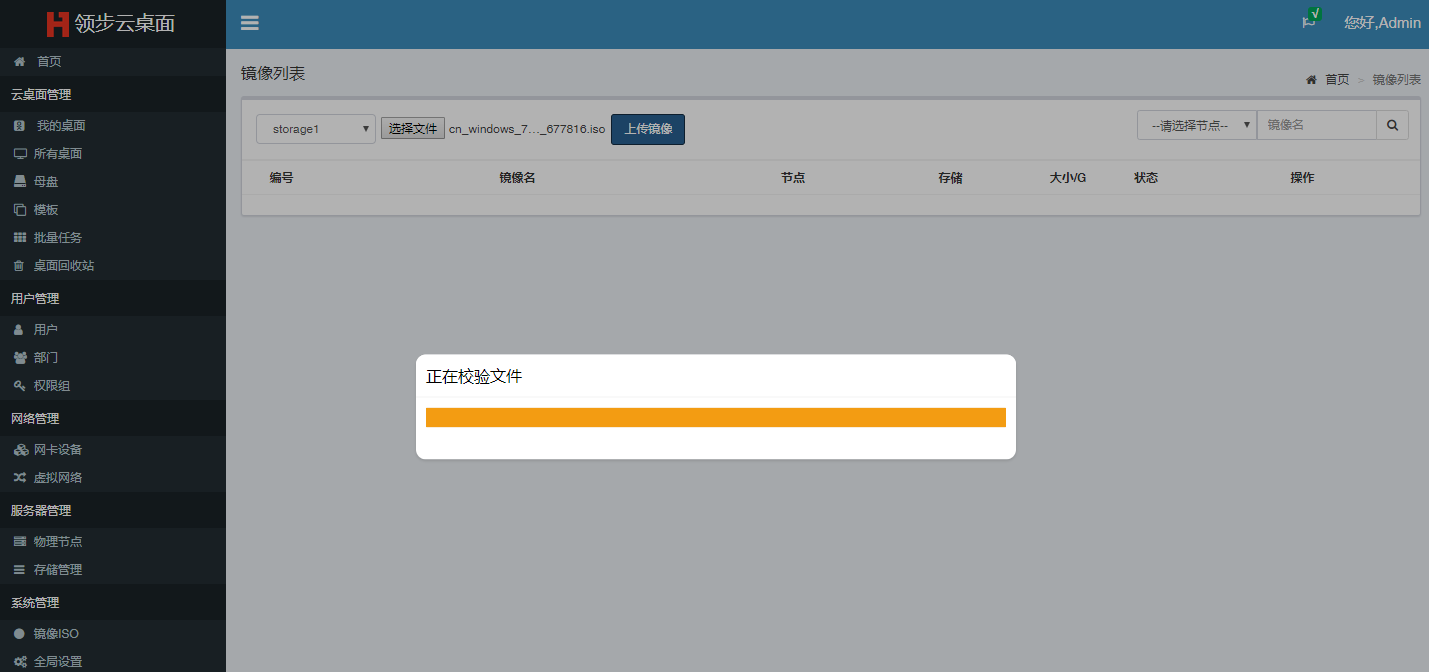 领步云桌面
√
您好,Admin
首页
云桌面管理
我的桌面
所有桌面
母盘
模板
批量任务
桌面回收站
用户管理
用户
部门
权限组
网络管理
网卡设备
虚拟网络
服务器管理
物理节点
存储管理
系统管理
镜像ISO
全局设置
镜像列表
首页 > 镜像列表
storage1 选择文件 cn_windows_7…_677816.iso 上传镜像 --请选择节点-- 镜像名
编号 镜像名 节点 存储 大小/G 状态 操作
正在校验文件